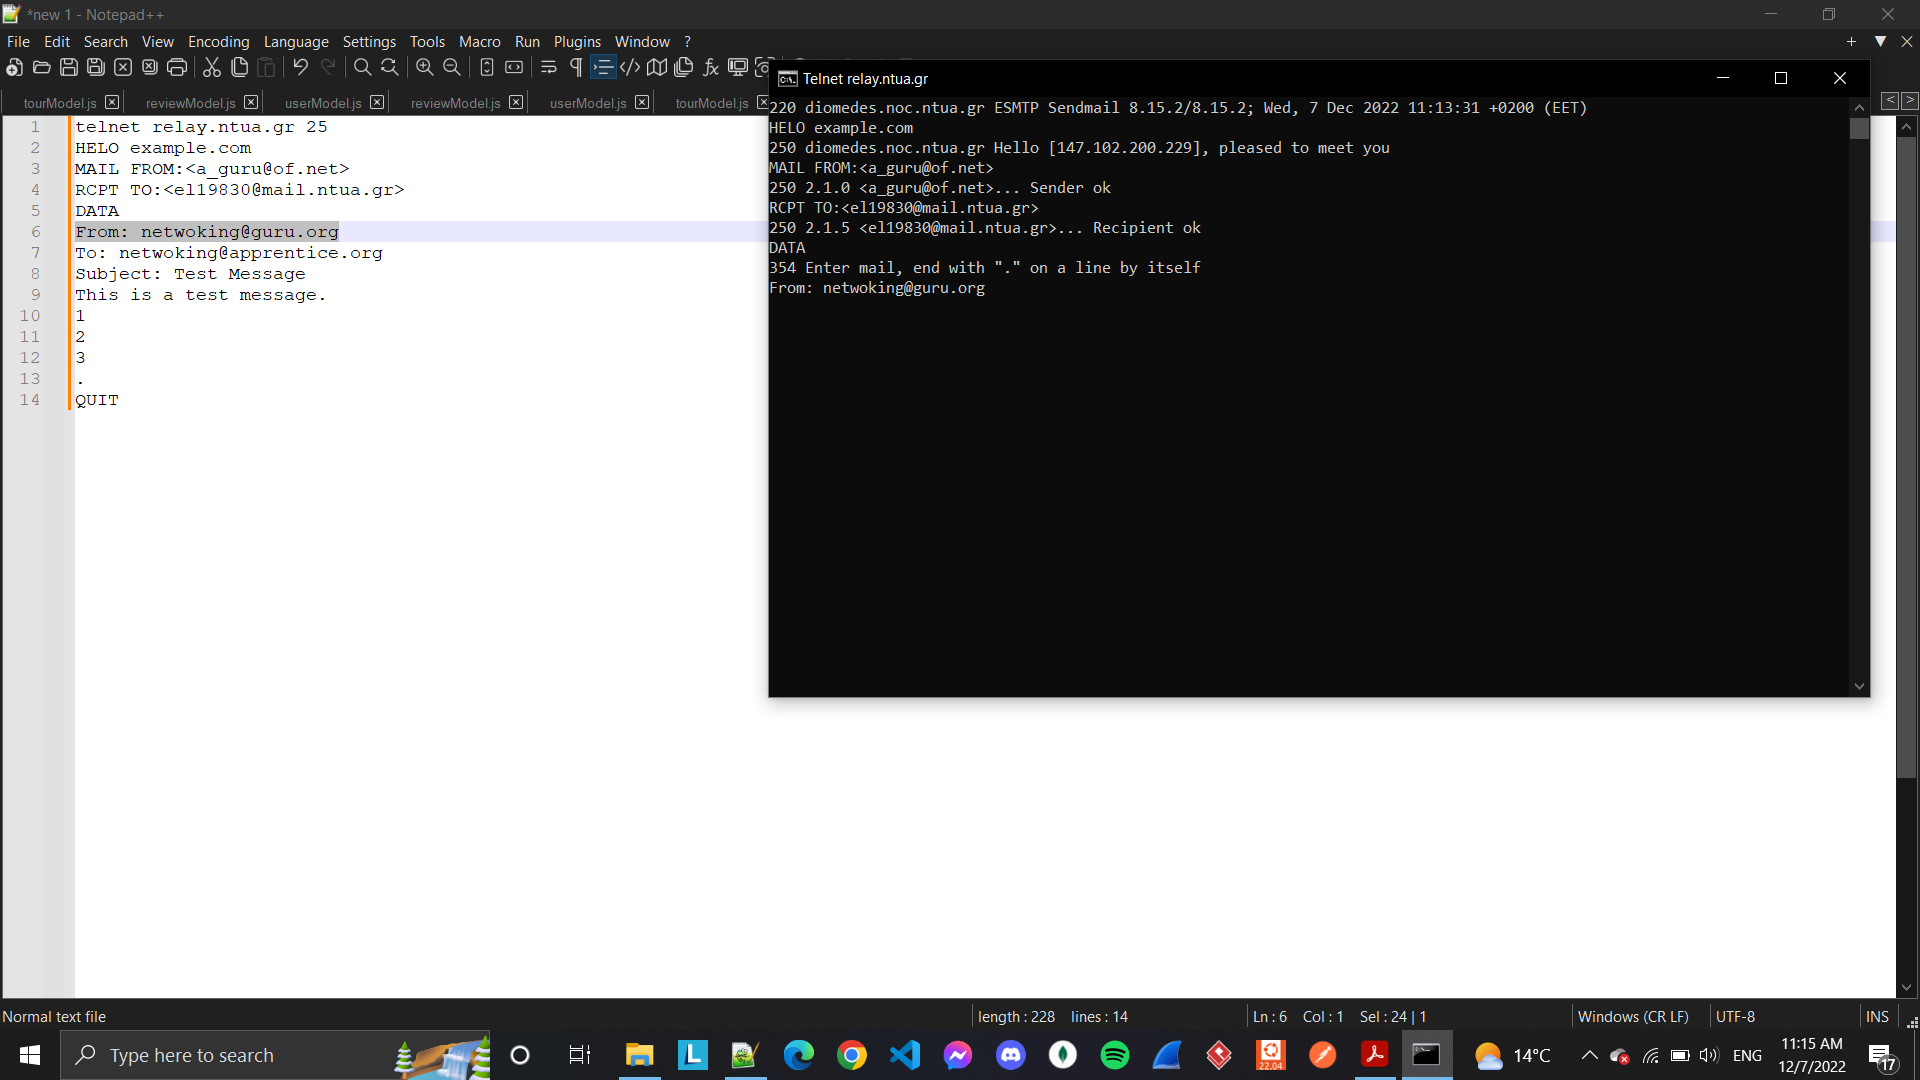 *new 1 - Notepad++
File Edit Search View Encoding Language Settings Tools Macro Run Plugins Window ?
tourModel.js reviewModel.js userModel.js reviewModel.js userModel.js tourModel.js
1 telnet relay.ntua.gr 25
2 HELO example.com
3 MAIL FROM:<a_guru@of.net>
4 RCPT TO:<el19830@mail.ntua.gr>
5 DATA
6 From: netwoking@guru.org
7 To: netwoking@apprentice.org
8 Subject: Test Message
9 This is a test message.
10 1
11 2
12 3
13 .
14 QUIT
Telnet relay.ntua.gr
220 diomedes.noc.ntua.gr ESMTP Sendmail 8.15.2/8.15.2; Wed, 7 Dec 2022 11:13:31 +0200 (EET)
HELO example.com
250 diomedes.noc.ntua.gr Hello [147.102.200.229], pleased to meet you
MAIL FROM:<a_guru@of.net>
250 2.1.0 <a_guru@of.net>... Sender ok
RCPT TO:<el19830@mail.ntua.gr>
250 2.1.5 <el19830@mail.ntua.gr>... Recipient ok
DATA
354 Enter mail, end with "." on a line by itself
From: netwoking@guru.org
Normal text file length : 228 lines : 14 Ln : 6 Col : 1 Sel : 24 | 1 Windows (CR LF) UTF-8 INS
Type here to search
L
22.04
14°C
ENG
11:15 AM
12/7/2022
17